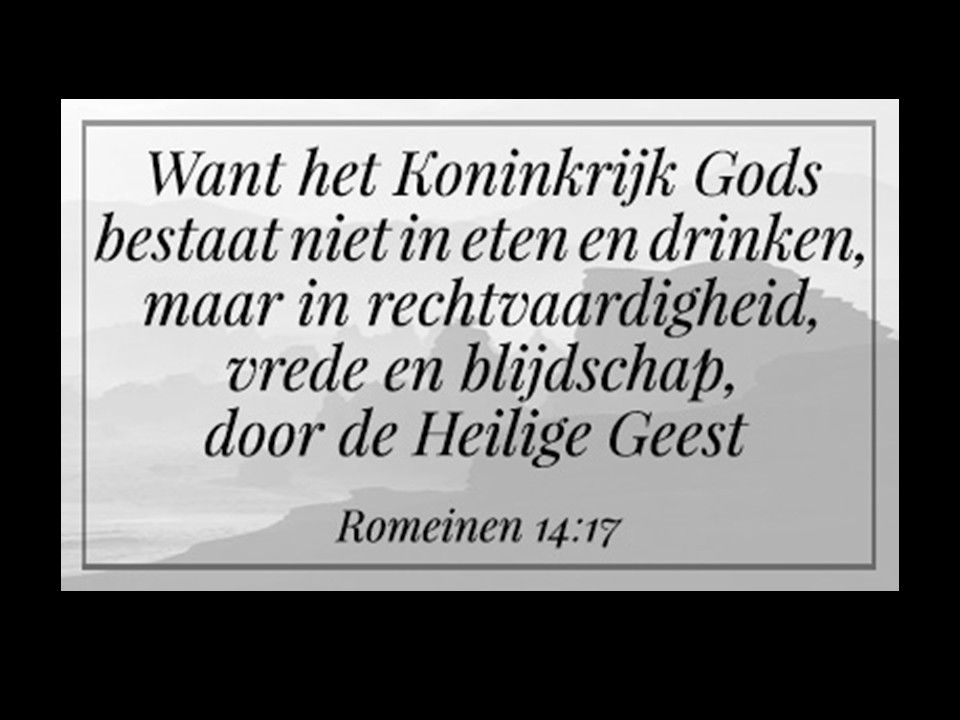 Want het Koninkrijk Gods
bestaat niet in eten en drinken,
maar in rechtvaardigheid,
vrede en blijdschap,
door de Heilige Geest
Romeinen 14:17